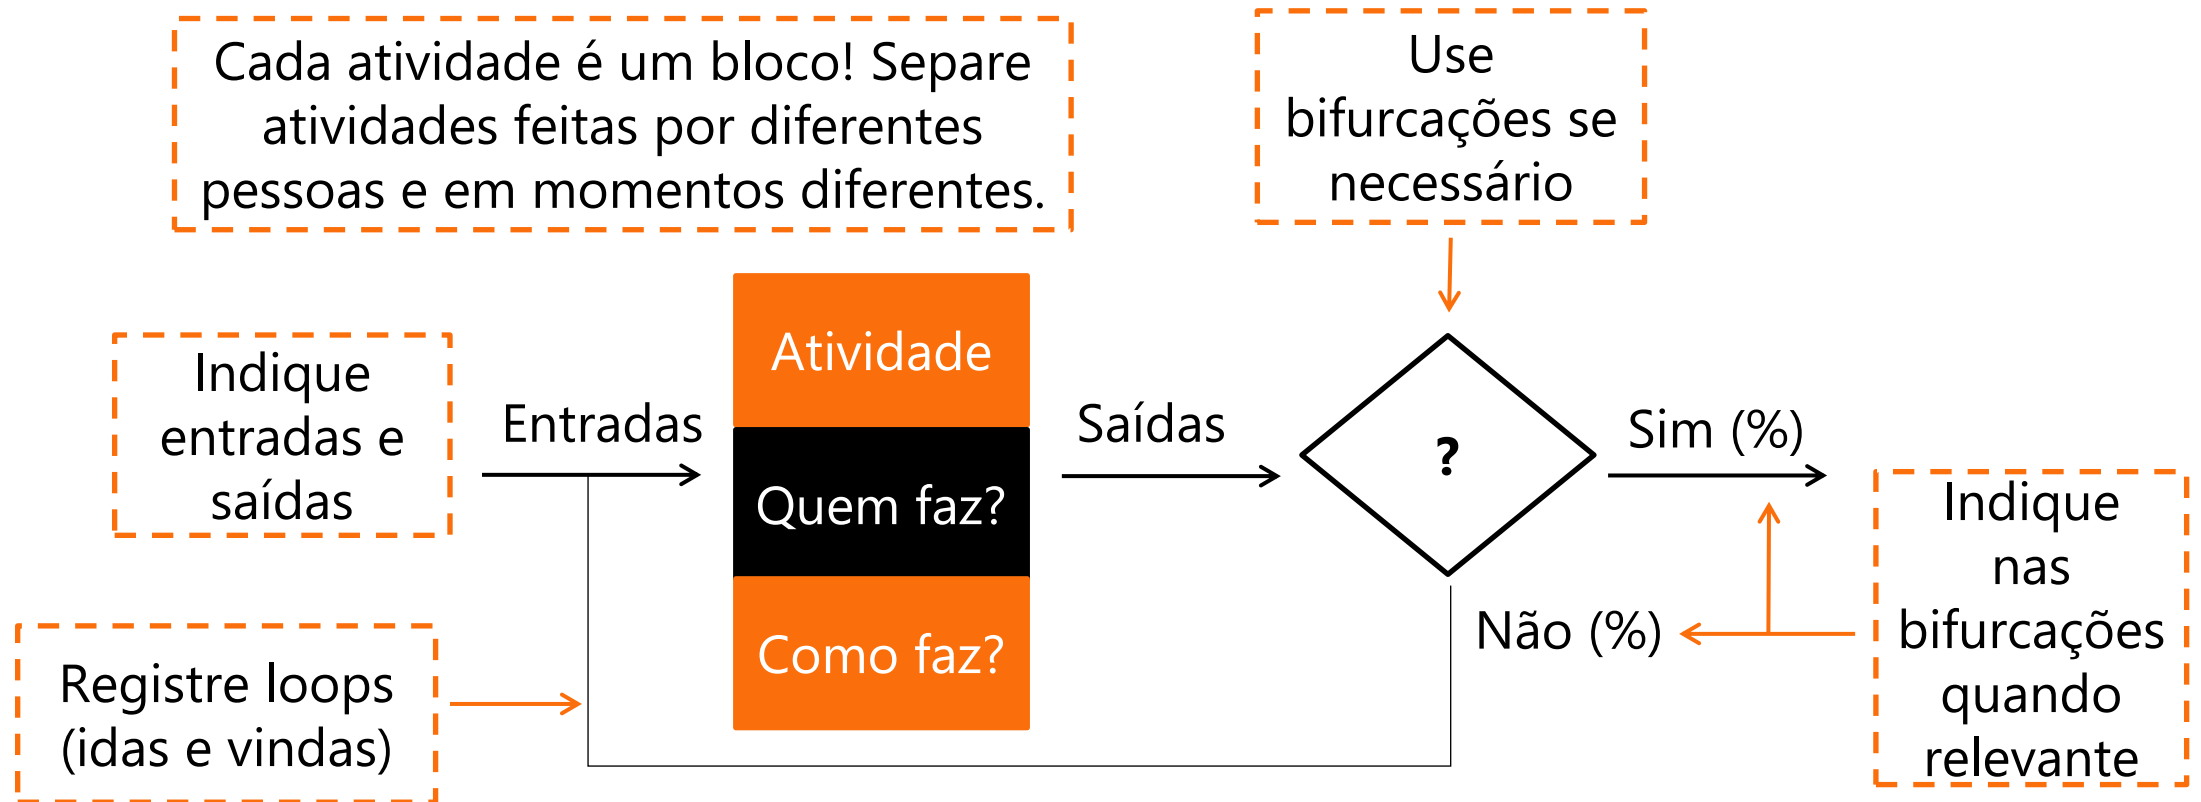 Cada atividade é um bloco! Separe
atividades feitas por diferentes
pessoas e em momentos diferentes.
Use
bifurcações se
necessário
Indique
entradas e
saídas
Entradas
Atividade
Quem faz?
Como faz?
Saídas
?
Sim (%)
Não (%)
Indique
nas
bifurcações
quando
relevante
Registre loops
(idas e vindas)